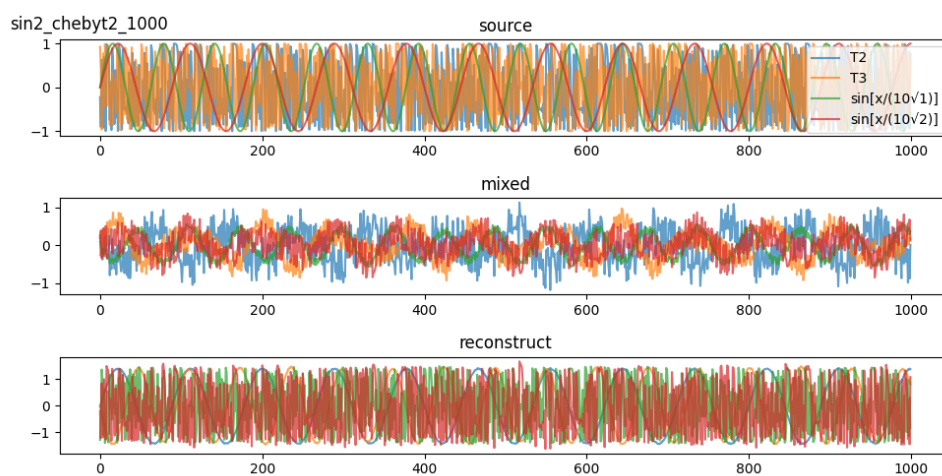 sin2_chebyt2_1000
source
1
0
−1
T2
T3
sin[x/(10√1)]
sin[x/(10√2)]
0 200 400 600 800 1000
mixed
1
0
−1
0 200 400 600 800 1000
reconstruct
1
0
−1
0 200 400 600 800 1000